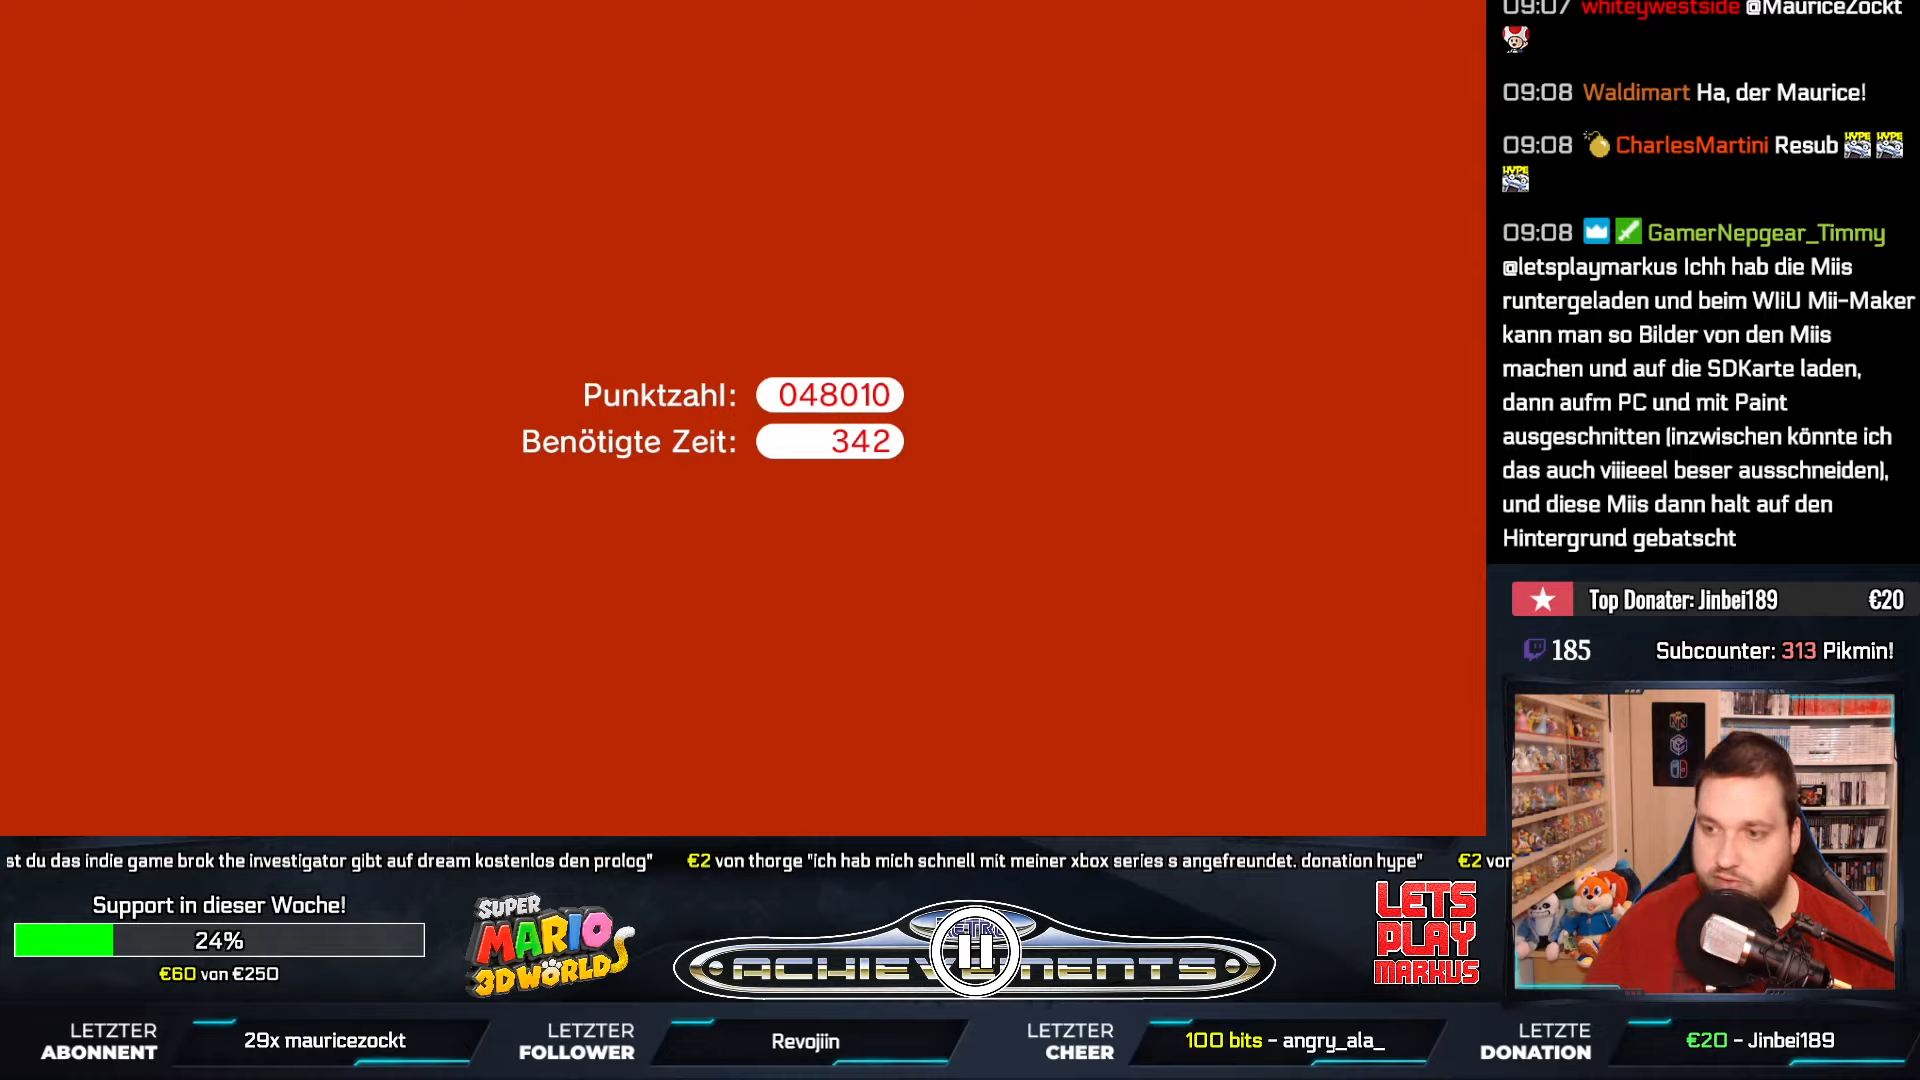 09:07 whiteywestside @MauriceZockt
09:08 Waldimart Ha, der Maurice!
09:08 CharlesMartini Resub
09:08 GamerNepgear_Timmy
@letsplaymarkus Ichh hab die Miis
runtergeladen und beim WIiU Mii-Maker
kann man so Bilder von den Miis
machen und auf die SDKarte laden,
dann aufm PC und mit Paint
ausgeschnitten (inzwischen könnte ich
das auch viiieeel beser ausschneiden),
und diese Miis dann halt auf den
Hintergrund gebatscht
Punktzahl: 048010
Benötigte Zeit: 342
Top Donater: Jinbei189 €20
185 Subcounter: 313 Pikmin!
st du das indie game brok the investigator gibt auf dream kostenlos den prolog" €2 von thorge "ich hab mich schnell mit meiner xbox series s angefreundet. donation hype" €2 von
Support in dieser Woche!
24%
€60 von €250
SUPER
MARIO
3D WORLD
RETRO
ACHIEVEMENTS
LETS
PLAY
MARKUS
LETZTER
ABONNENT
29x mauricezockt
LETZTER
FOLLOWER
Revojiin
LETZTER
CHEER
100 bits - angry_ala_
LETZTE
DONATION
€20 - Jinbei189